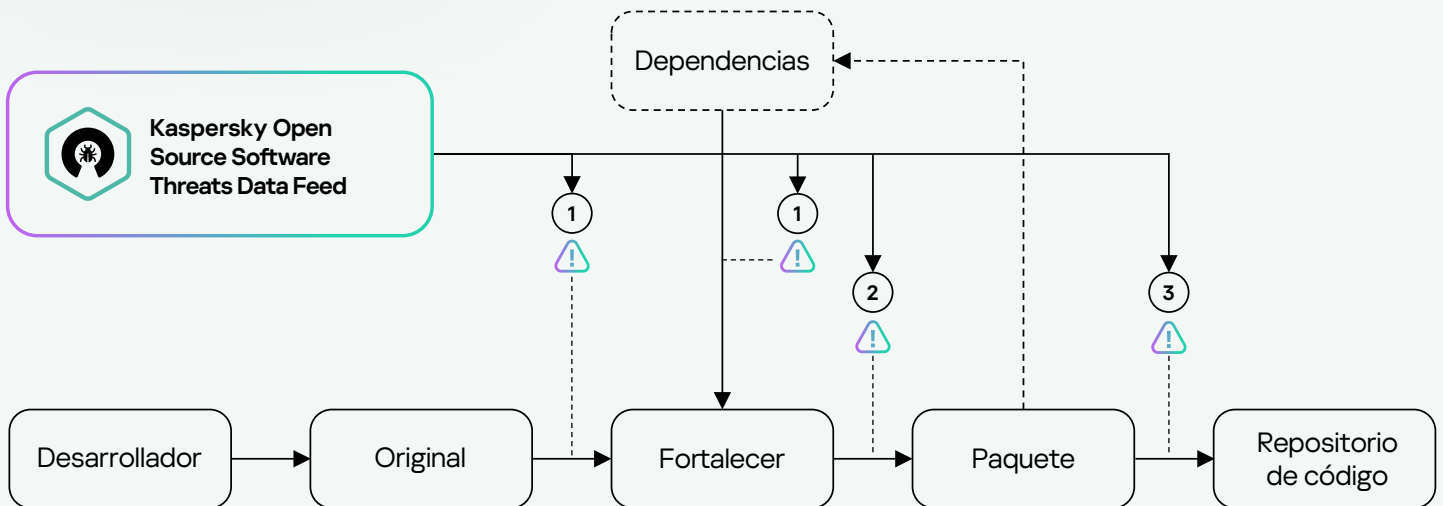 Dependencias
Kaspersky Open
Source Software
Threats Data Feed
1
1
2
3
Desarrollador
Original
Fortalecer
Paquete
Repositorio
de código